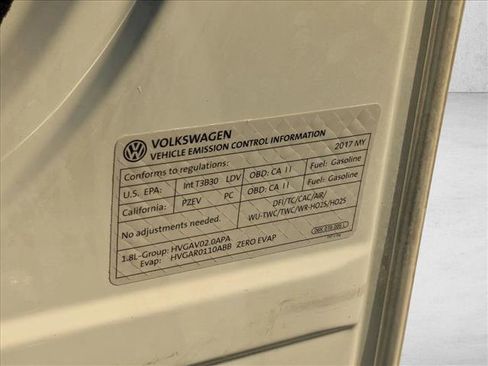 VOLKSWAGEN
VEHICLE EMISSION CONTROL INFORMATION 2017 MY
Conforms to regulations:
U.S. EPA: Int T3B30 LDV OBD: CA II Fuel: Gasoline
California: PZEV PC OBD: CA II Fuel: Gasoline
No adjustments needed. DFI/TC/CAC/AIR/
WU-TWC/TWC/WR-HO2S/HO2S
1.8L-Group: HVGAV02.0APA
Evap: HVGAR0110ABB ZERO EVAP